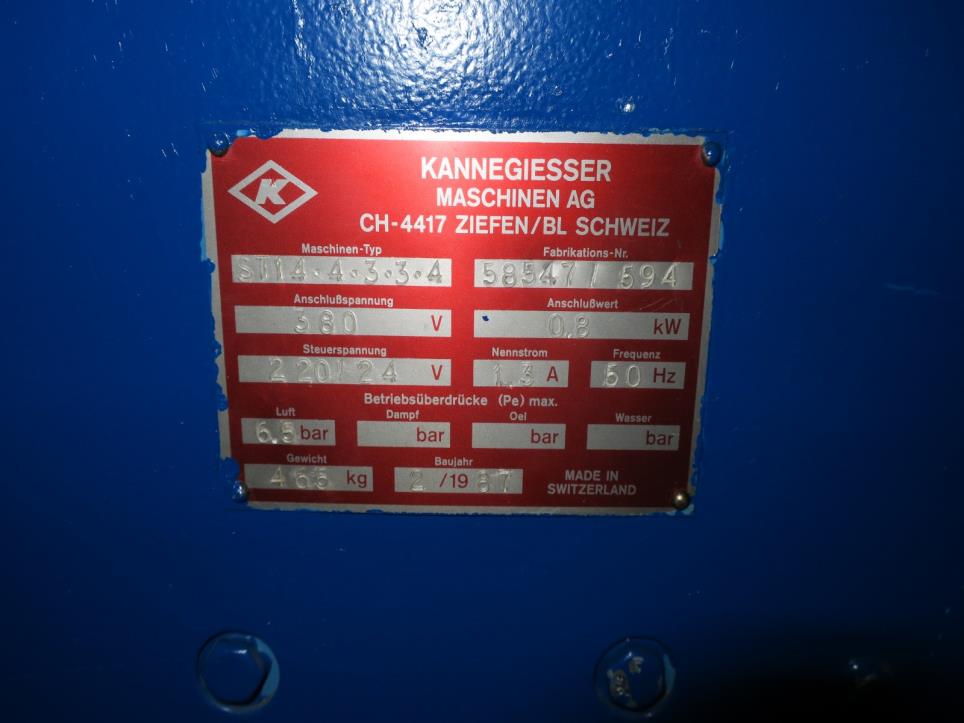 K
KANNEGIESSER
MASCHINEN AG
CH-4417 ZIEFEN/BL SCHWEIZ
Maschinen-Typ Fabrikations-Nr.
ST14.4.3.3.4 58547/594
Anschlußspannung Anschlußwert
380 V 0,8 kW
Steuerspannung Nennstrom Frequenz
220/24 V 1.3 A 50 Hz
Betriebsüberdrücke (Pe) max.
Luft Dampf Oel Wasser
6.5 bar bar bar bar
Gewicht Baujahr
465 kg 2 /19 87 MADE IN
SWITZERLAND